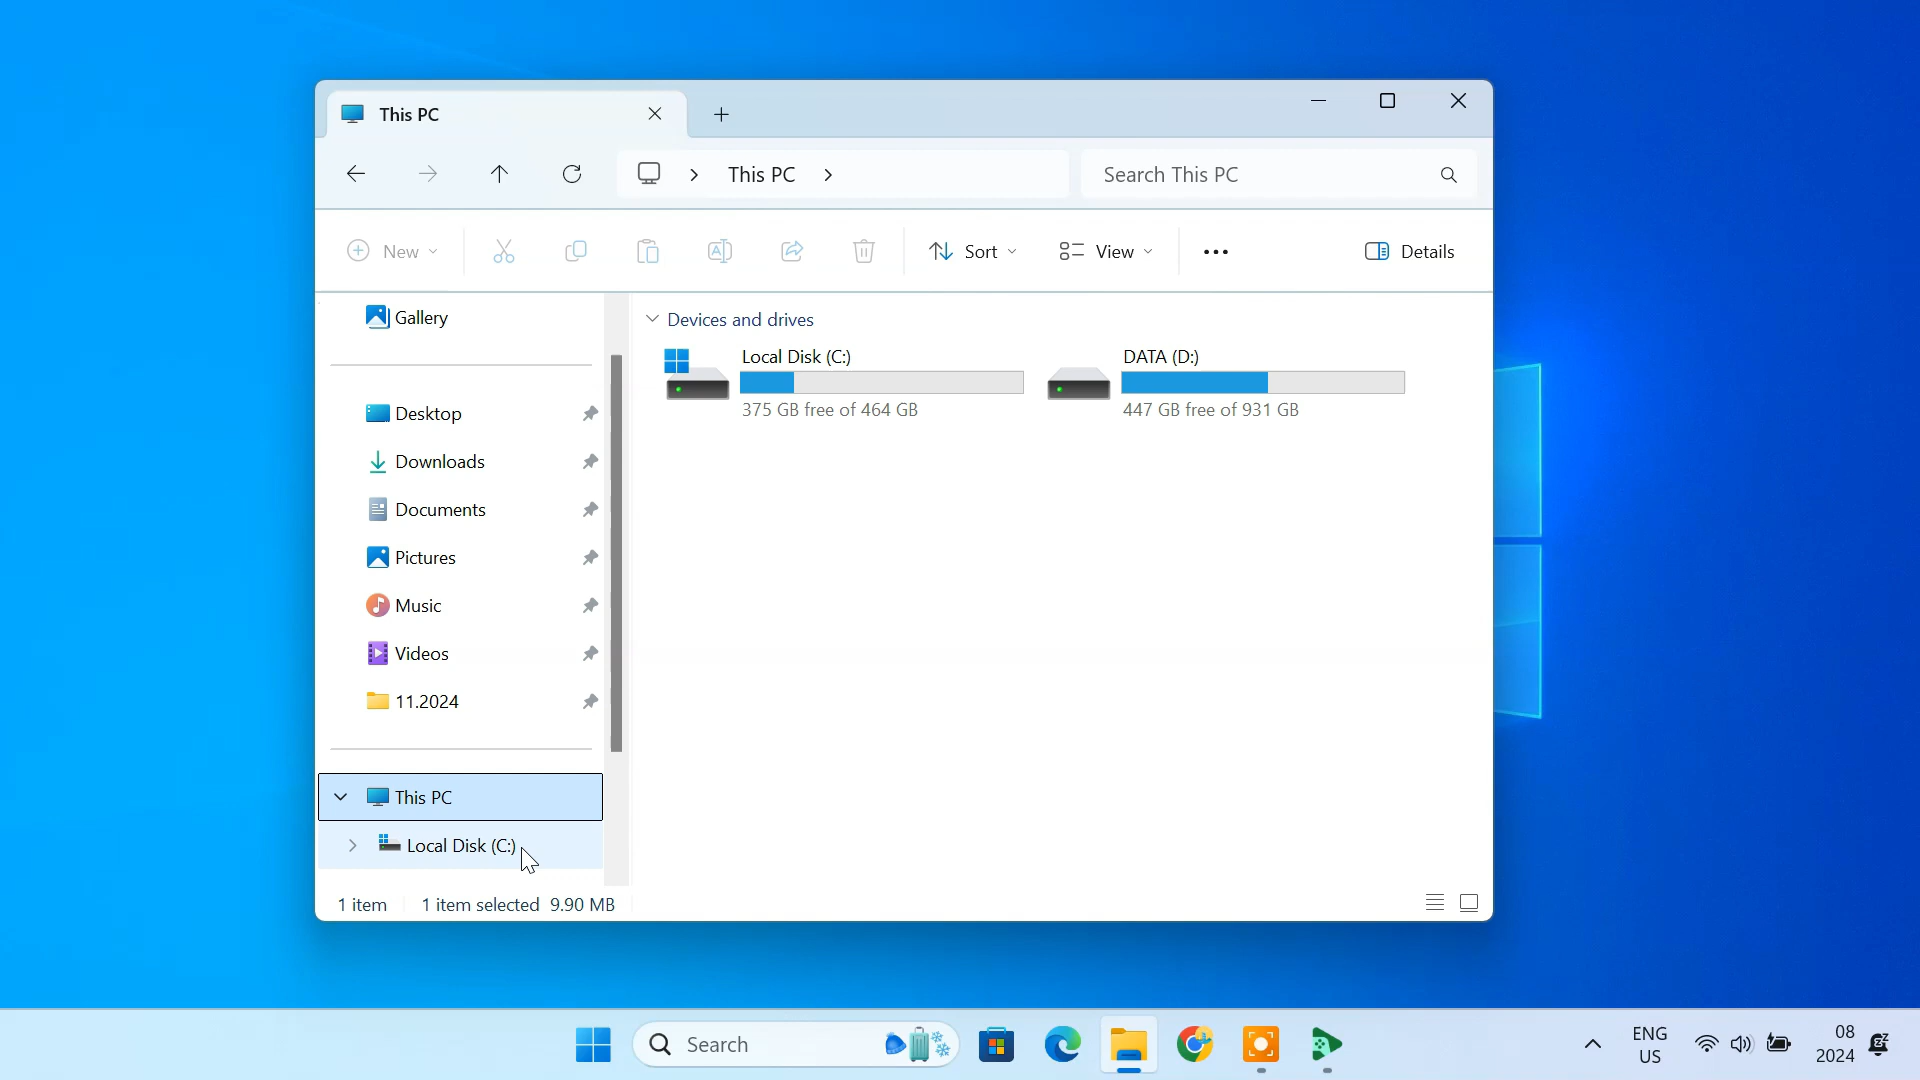 This PC
This PC
Search This PC
New
Sort
View
Details
Gallery
Desktop
Downloads
Documents
Pictures
Music
Videos
11.2024
This PC
Local Disk (C:)
Devices and drives
Local Disk (C:)
375 GB free of 464 GB
DATA (D:)
447 GB free of 931 GB
1 item
1 item selected 9.90 MB
Search
ENG
US
08
2024